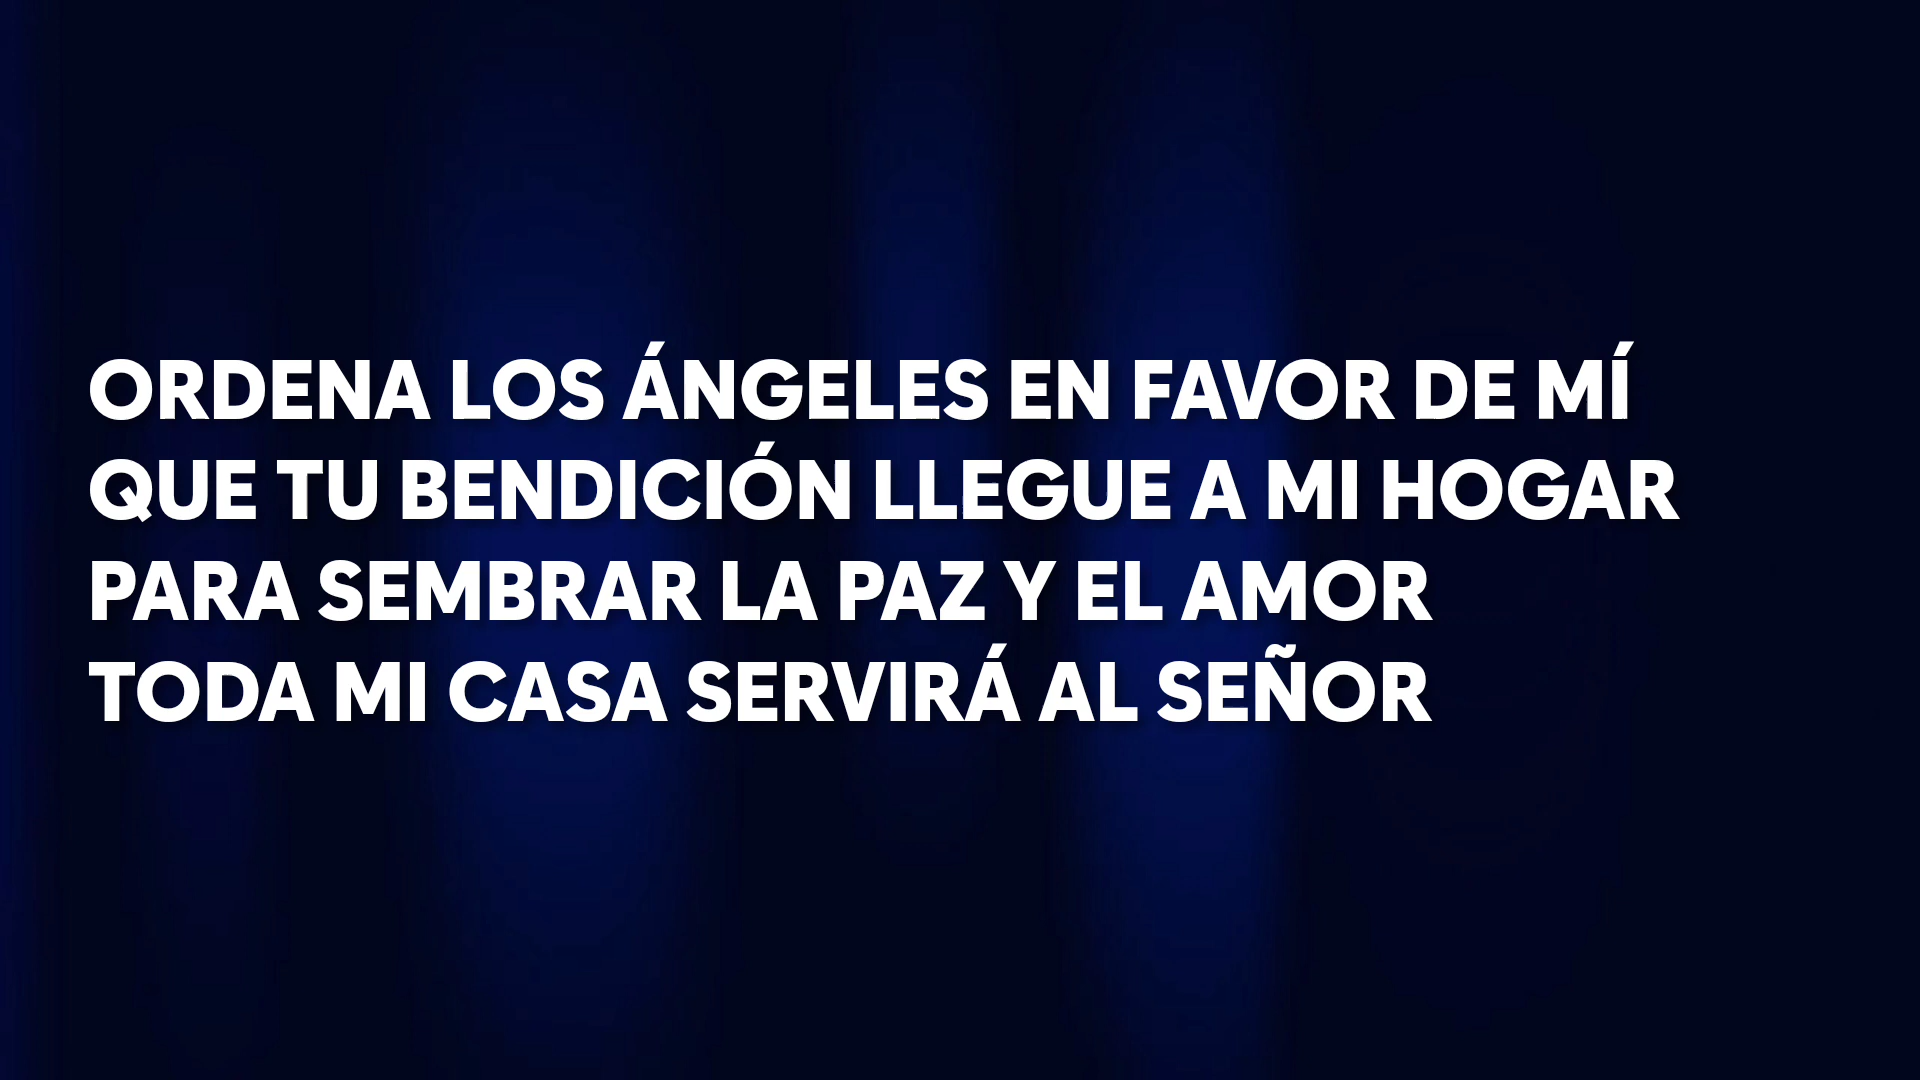 ORDENA LOS ÁNGELES EN FAVOR DE MÍ
QUE TU BENDICIÓN LLEGUE A MI HOGAR
PARA SEMBRAR LA PAZ Y EL AMOR
TODA MI CASA SERVIRÁ AL SEÑOR